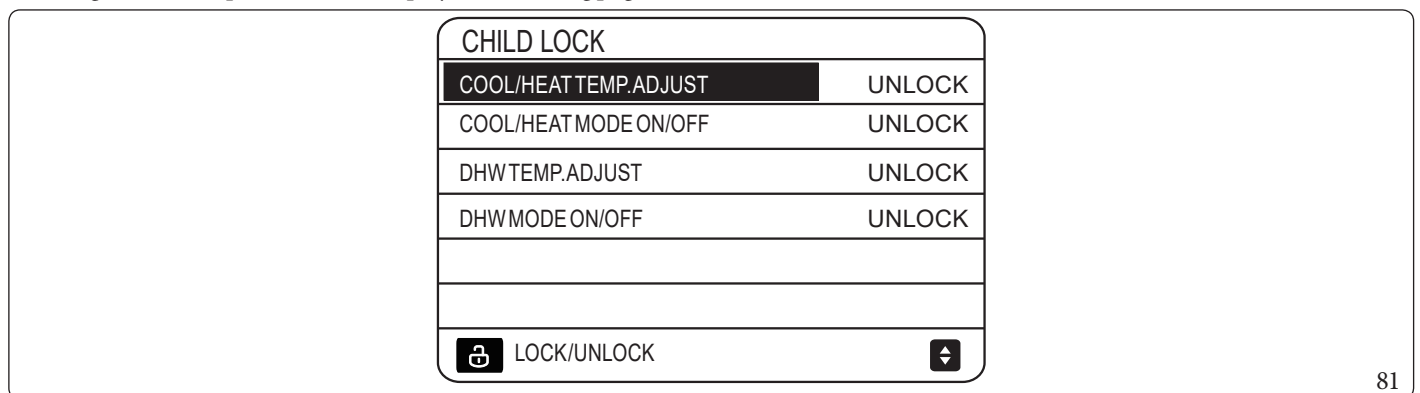 CHILD LOCK
COOL/HEAT TEMP.ADJUST UNLOCK
COOL/HEAT MODE ON/OFF UNLOCK
DHW TEMP.ADJUST UNLOCK
DHW MODE ON/OFF UNLOCK
LOCK/UNLOCK
81